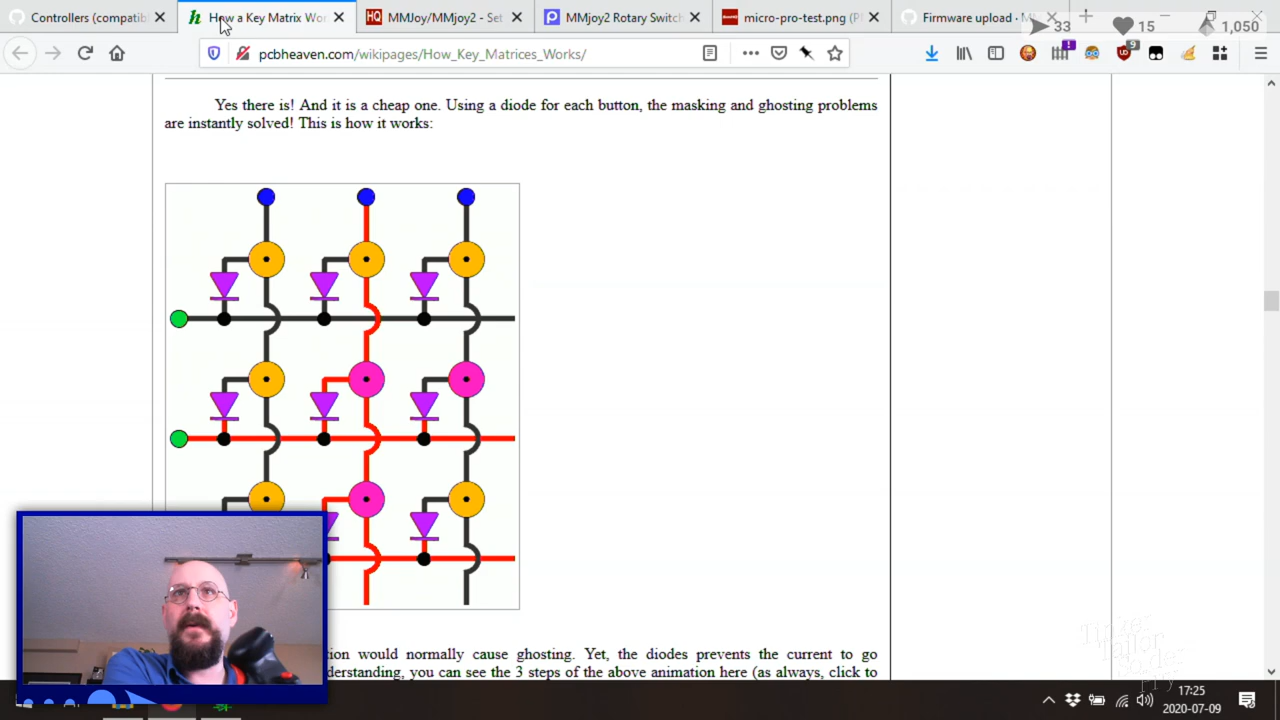 Controllers (compatib
How a Key Matrix Wor
MMJoy/MMjoy2 - Set
MMJoy2 Rotary Switch
micro-pro-test.png (P
Firmware upload · M
33
15
1,050
pcbheaven.com/wikipages/How_Key_Matrices_Works/
Yes there is! And it is a cheap one. Using a diode for each button, the masking and ghosting problems
are instantly solved! This is how it works:
tion would normally cause ghosting. Yet, the diodes prevents the current to go
derstanding, you can see the 3 steps of the above animation here (as always, click to
Tinker
Tailor
Solder
Fry
17:25
2020-07-09